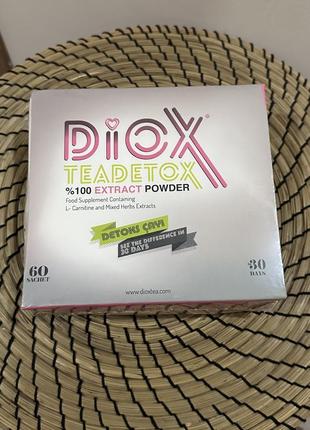 DiOX
TEADETOX
%100 EXTRACT POWDER
Food Supplement Containing
L- Carnitine and Mixed Herbs Extracts
DETOKS ÇAYI
SEE THE DIFFERENCE IN
30 DAYS
60
SACHET
30
DAYS
www.dioxtea.com